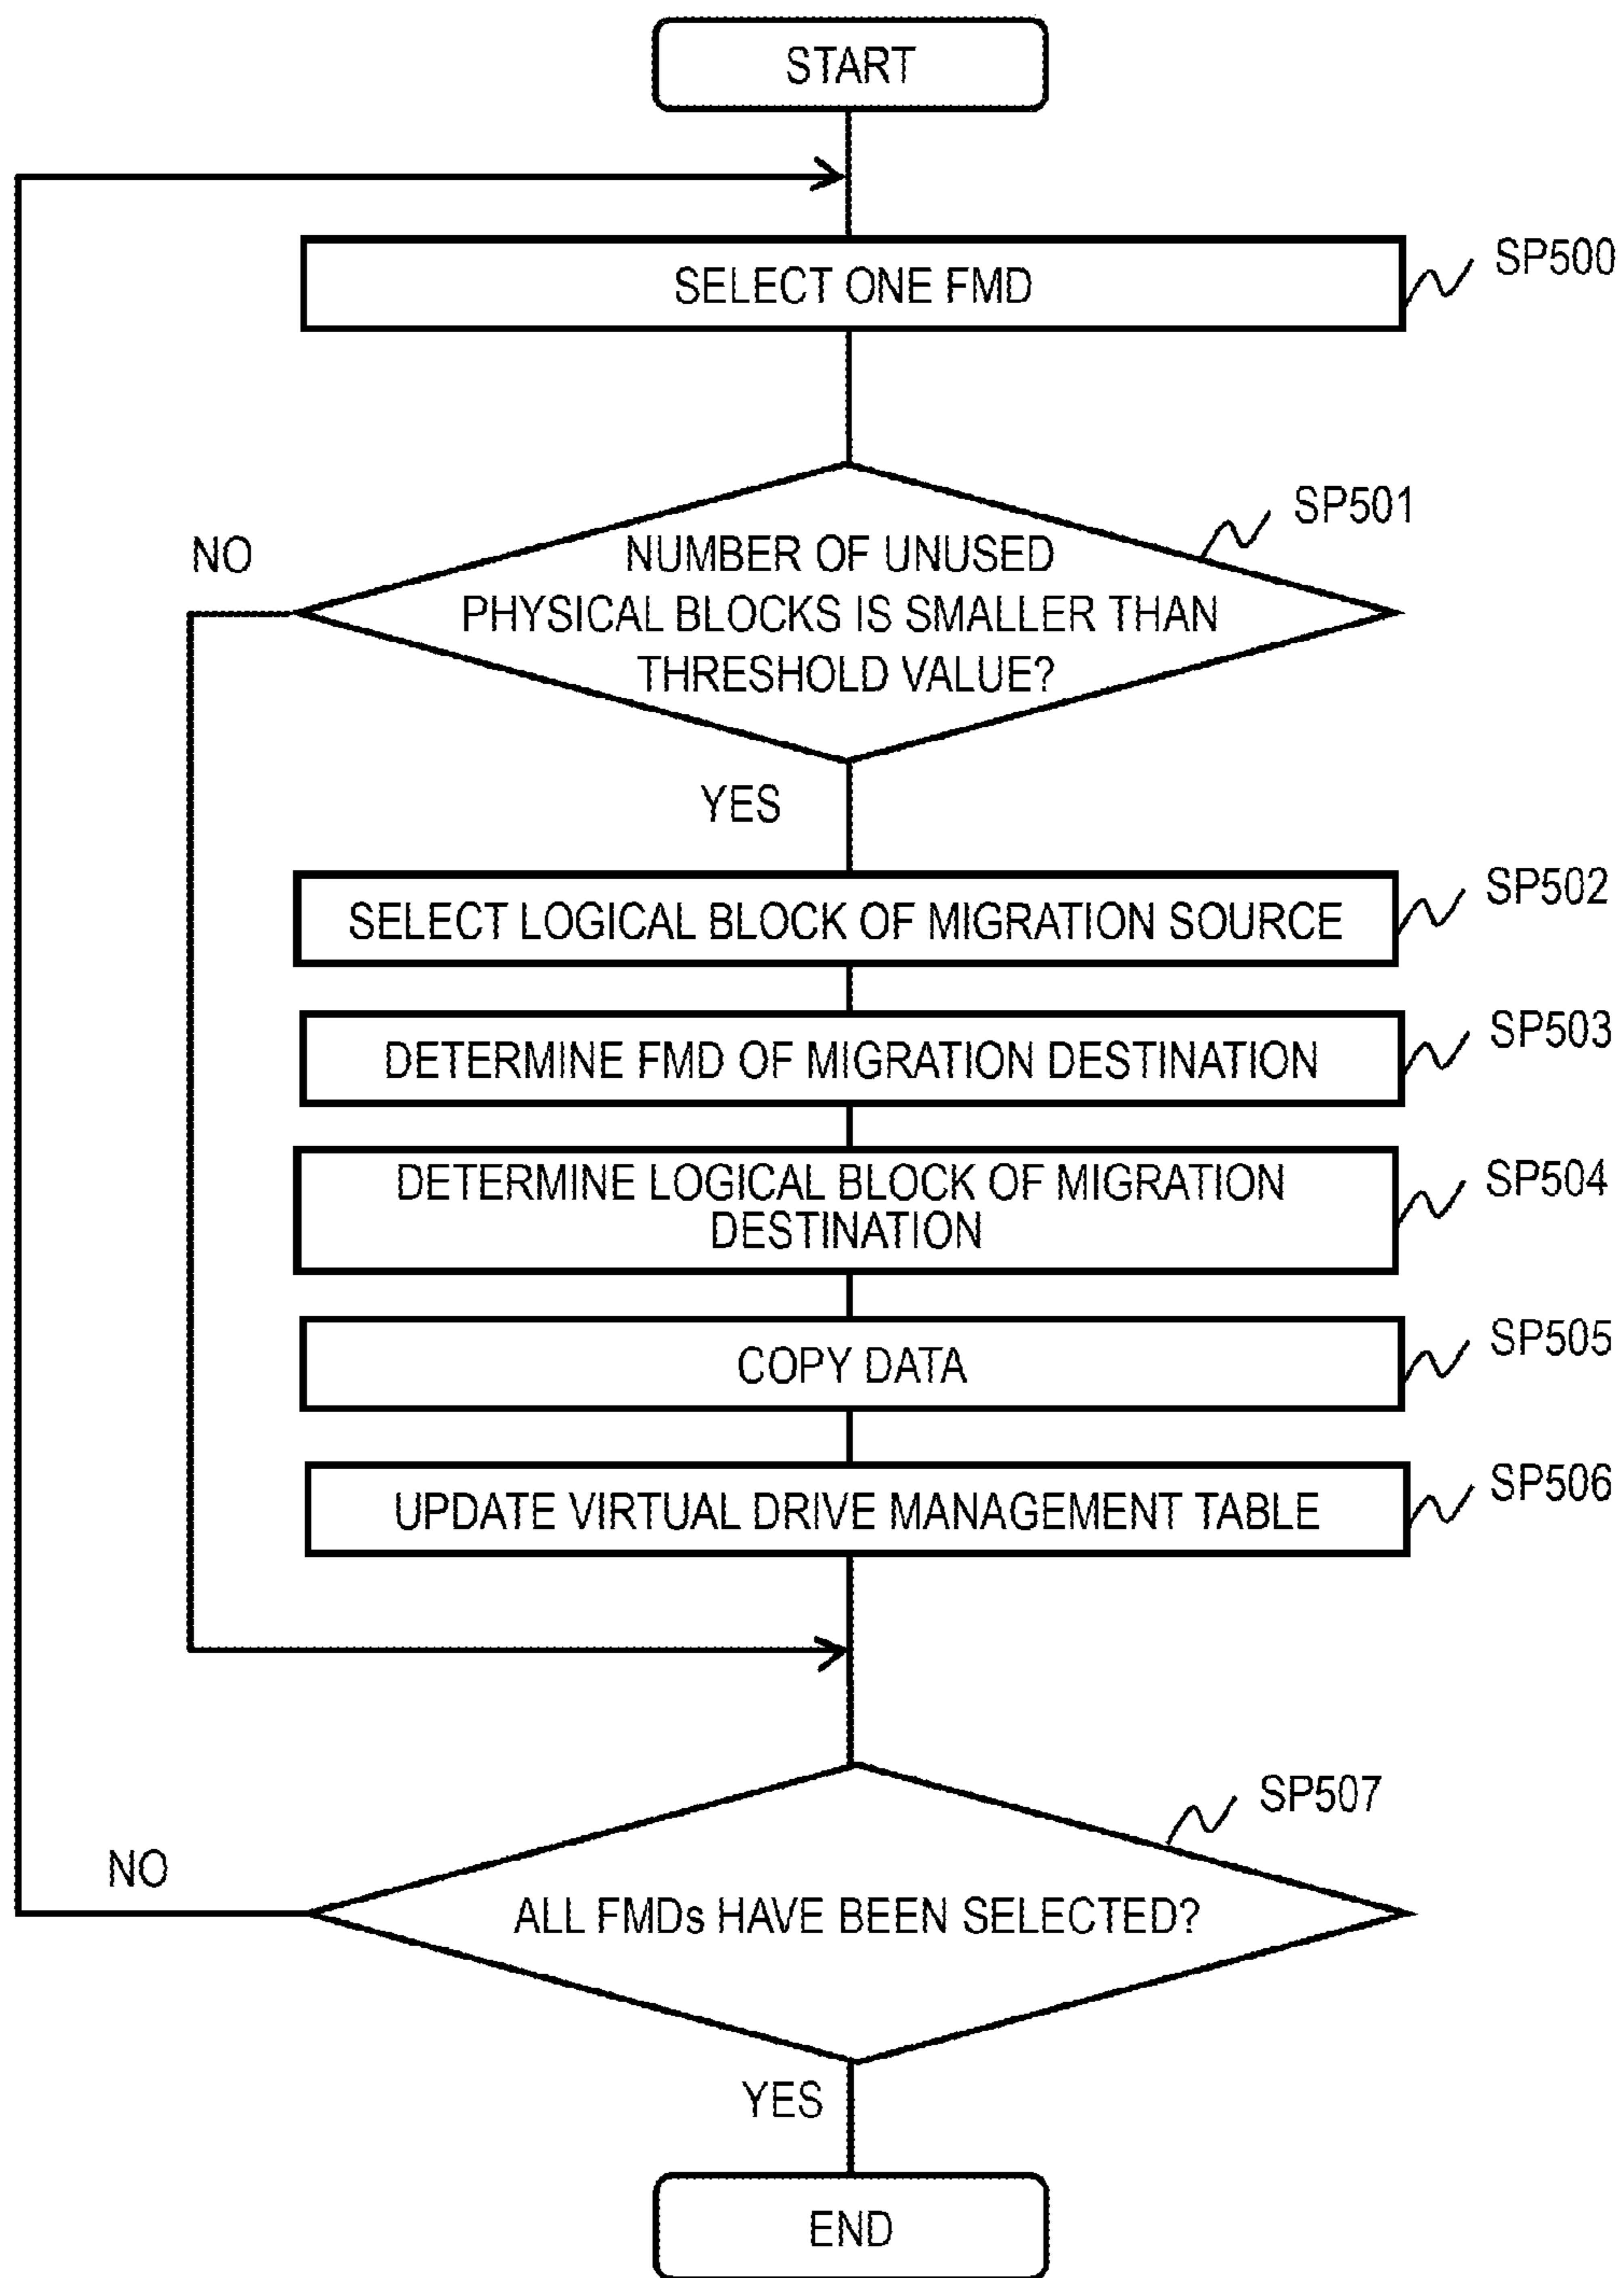 START
SELECT ONE FMD
SP500
SP501
NO
NUMBER OF UNUSED
PHYSICAL BLOCKS IS SMALLER THAN
THRESHOLD VALUE?
YES
SELECT LOGICAL BLOCK OF MIGRATION SOURCE
SP502
DETERMINE FMD OF MIGRATION DESTINATION
SP503
DETERMINE LOGICAL BLOCK OF MIGRATION
DESTINATION
SP504
COPY DATA
SP505
UPDATE VIRTUAL DRIVE MANAGEMENT TABLE
SP506
SP507
NO
ALL FMDs HAVE BEEN SELECTED?
YES
END